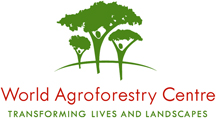 World Agroforestry Centre
TRANSFORMING LIVES AND LANDSCAPES